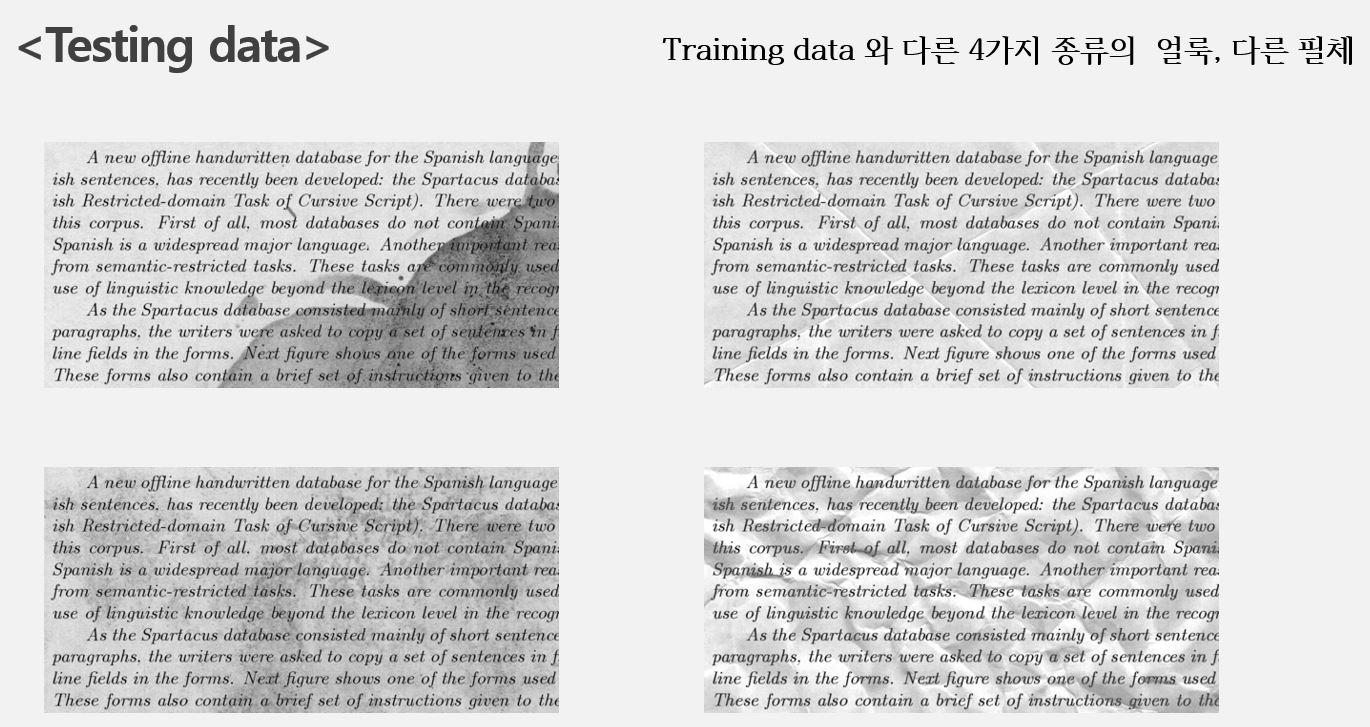 <Testing data>
Training data 와 다른 4가지 종류의 얼룩, 다른 필체
A new offline handwritten database for the Spanish language
ish sentences, has recently been developed: the Spartacus databas
ish Restricted-domain Task of Cursive Script). There were two
this corpus. First of all, most databases do not contain Spani
Spanish is a widespread major language. Another important rea
from semantic-restricted tasks. These tasks are commonly used
use of linguistic knowledge beyond the lexicon level in the recogn
As the Spartacus database consisted mainly of short sentence
paragraphs, the writers were asked to copy a set of sentences in f
line fields in the forms. Next figure shows one of the forms used
These forms also contain a brief set of instructions given to the
A new offline handwritten database for the Spanish language
ish sentences, has recently been developed: the Spartacus databas
ish Restricted-domain Task of Cursive Script). There were two
this corpus. First of all, most databases do not contain Spani
Spanish is a widespread major language. Another important rea
from semantic-restricted tasks. These tasks are commonly used
use of linguistic knowledge beyond the lexicon level in the recogn
As the Spartacus database consisted mainly of short sentence
paragraphs, the writers were asked to copy a set of sentences in f
line fields in the forms. Next figure shows one of the forms used
These forms also contain a brief set of instructions given to the
A new offline handwritten database for the Spanish language
ish sentences, has recently been developed: the Spartacus databas
ish Restricted-domain Task of Cursive Script). There were two
this corpus. First of all, most databases do not contain Spani
Spanish is a widespread major language. Another important rea
from semantic-restricted tasks. These tasks are commonly used
use of linguistic knowledge beyond the lexicon level in the recogn
As the Spartacus database consisted mainly of short sentence
paragraphs, the writers were asked to copy a set of sentences in f
line fields in the forms. Next figure shows one of the forms used
These forms also contain a brief set of instructions given to the
A new offline handwritten database for the Spanish language
ish sentences, has recently been developed: the Spartacus databas
ish Restricted-domain Task of Cursive Script). There were two
this corpus. First of all, most databases do not contain Spani
Spanish is a widespread major language. Another important rea
from semantic-restricted tasks. These tasks are commonly used
use of linguistic knowledge beyond the lexicon level in the recogn
As the Spartacus database consisted mainly of short sentence
paragraphs, the writers were asked to copy a set of sentences in f
line fields in the forms. Next figure shows one of the forms used
These forms also contain a brief set of instructions given to the